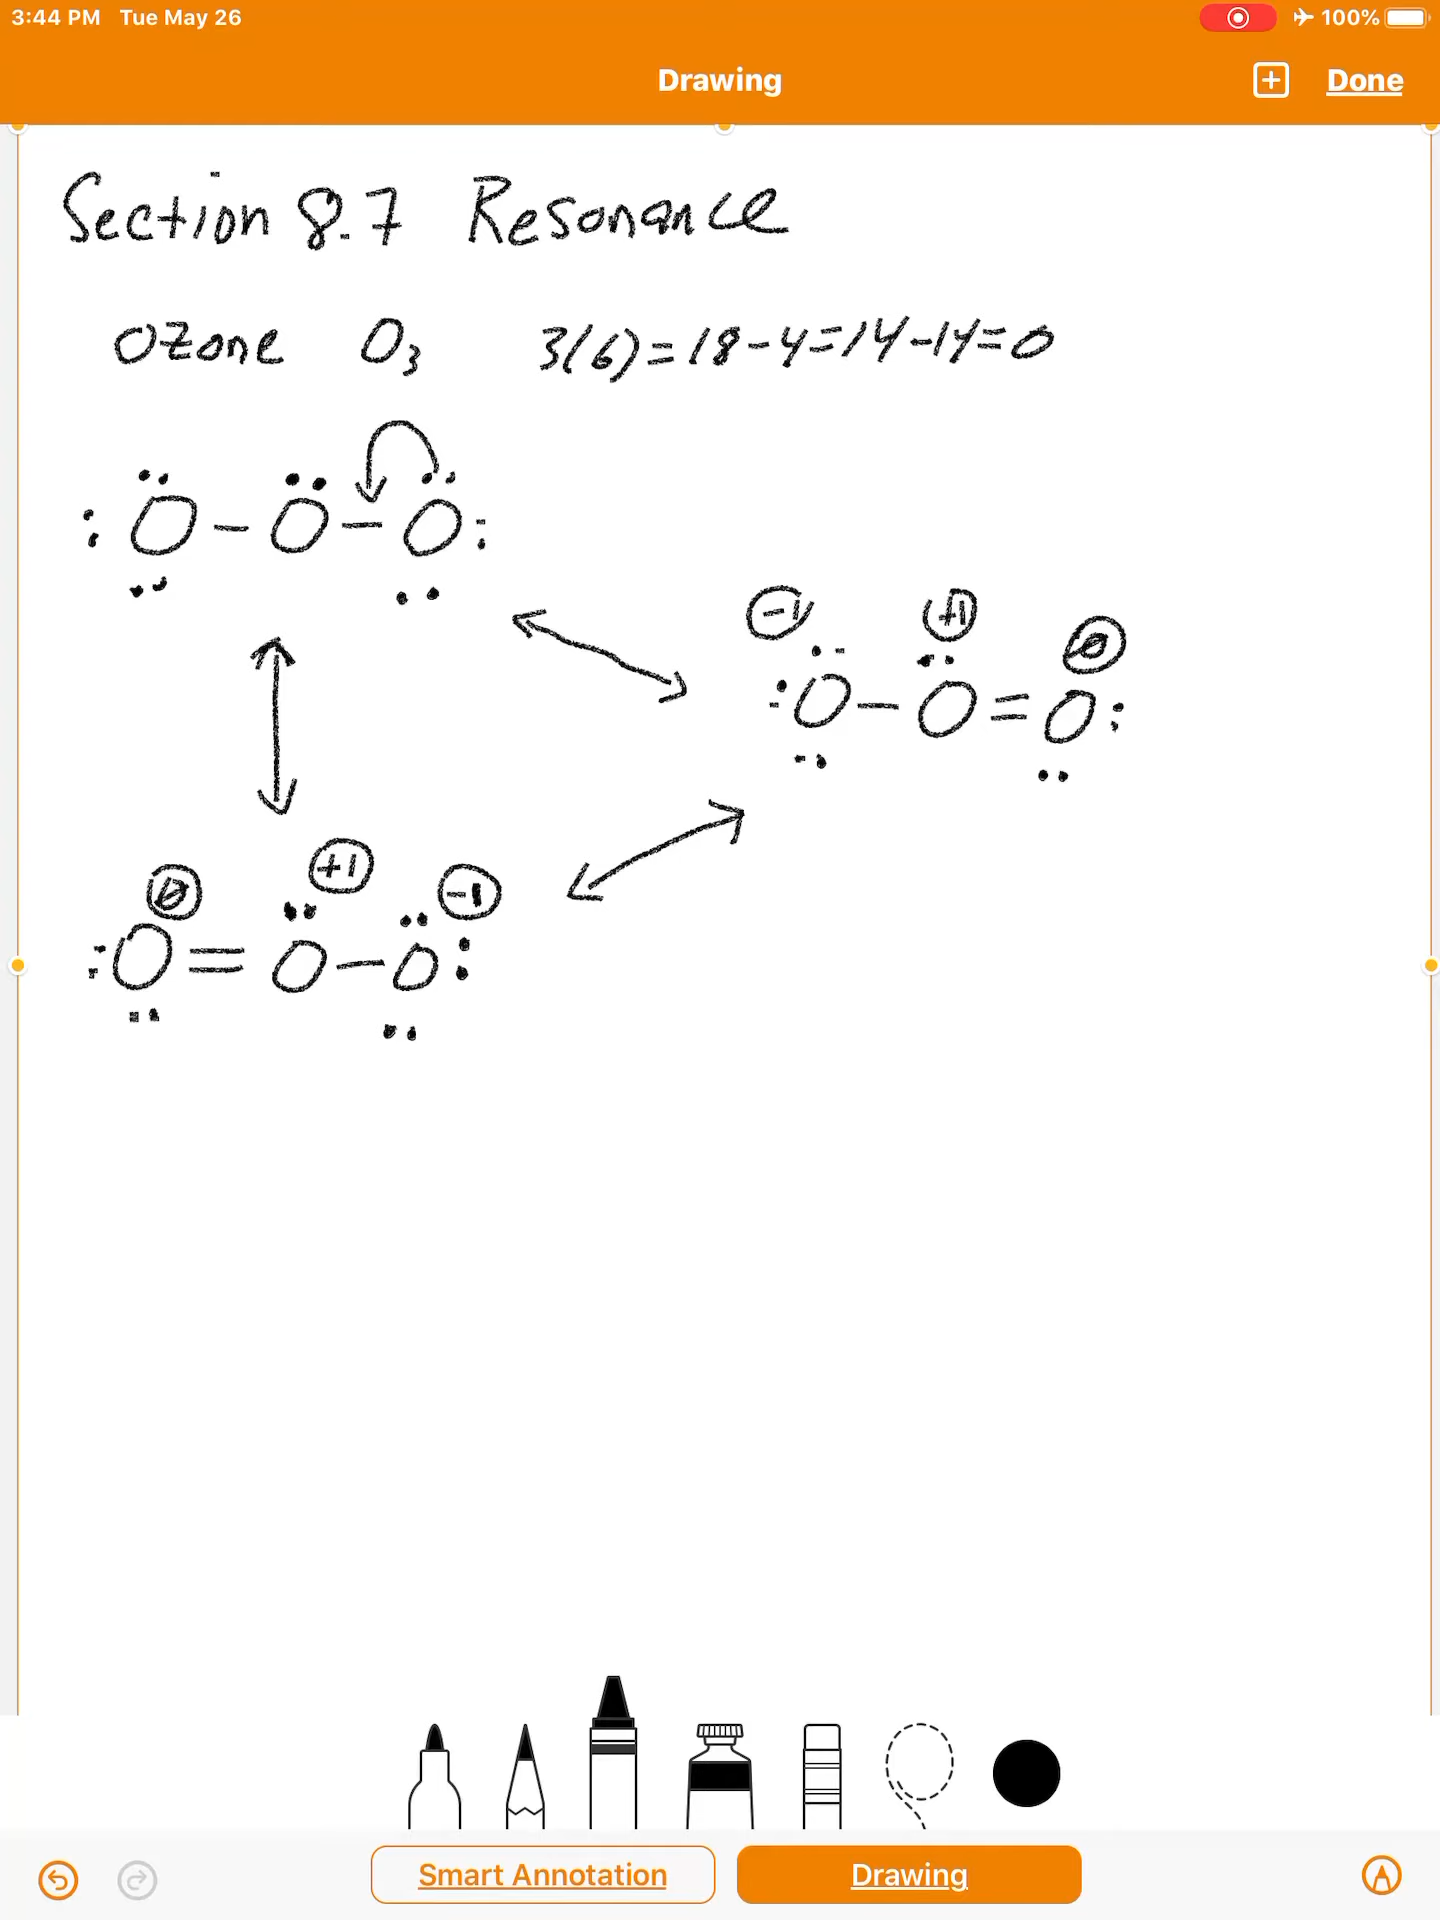 3:44 PM Tue May 26 100%
Drawing Done
Section 8.7 Resonance
Ozone O3 3(6)=18-4=14-14=0
O-O-O:
-1 +1 0
:O-O=O:
0 +1 -1
:O=O-O:
Smart Annotation Drawing